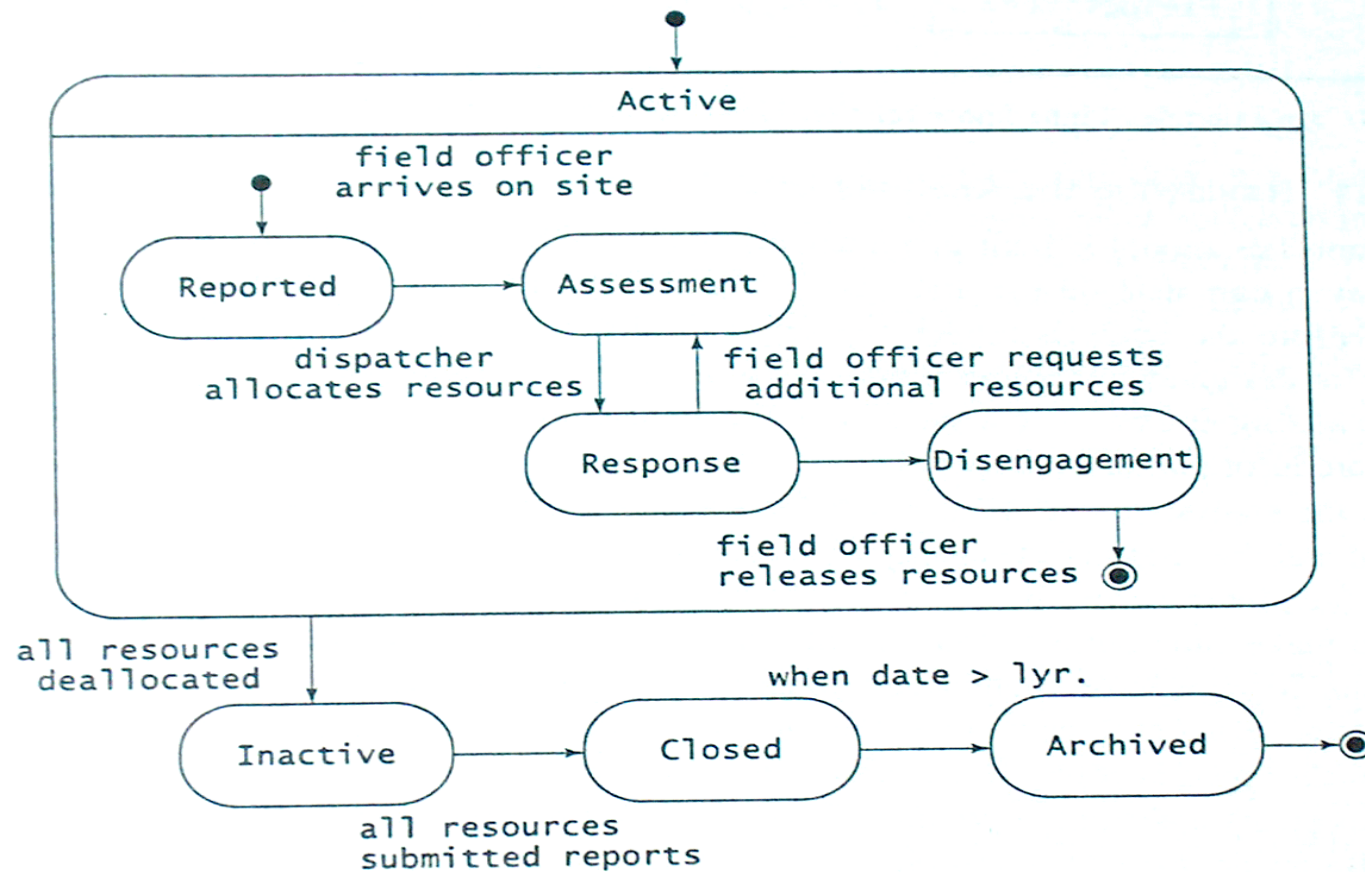 Active
field officer
arrives on site
Reported
Assessment
dispatcher
allocates resources
field officer requests
additional resources
Response
Disengagement
field officer
releases resources
all resources
deallocated
when date > 1yr.
Inactive
Closed
Archived
all resources
submitted reports